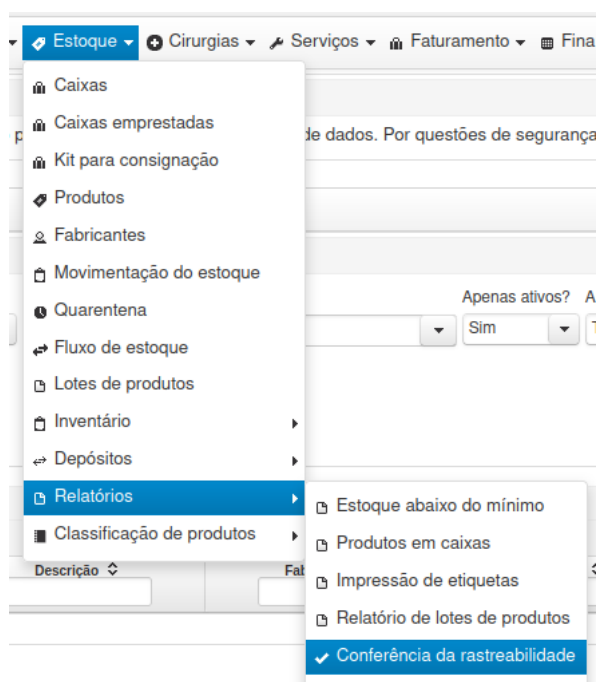 Estoque Cirurgias Serviços Faturamento Fina
Caixas
Caixas emprestadas
p de dados. Por questões de segurança
Kit para consignação
Produtos
Fabricantes
Movimentação do estoque
Apenas ativos? A
Quarentena
Sim T
Fluxo de estoque
Lotes de produtos
Inventário
Depósitos
Relatórios
Estoque abaixo do mínimo
Classificação de produtos
Produtos em caixas
Descrição Fab
Impressão de etiquetas
Relatório de lotes de produtos
Conferência da rastreabilidade